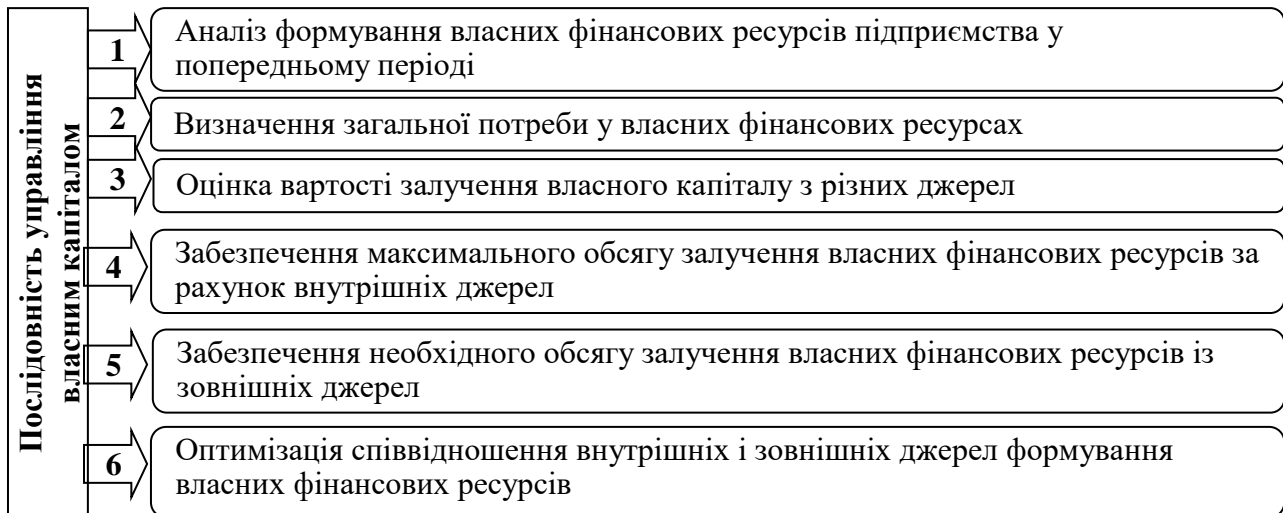 Послідовність управління
власним капіталом
1
Аналіз формування власних фінансових ресурсів підприємства у
попередньому періоді
2
Визначення загальної потреби у власних фінансових ресурсах
3
Оцінка вартості залучення власного капіталу з різних джерел
4
Забезпечення максимального обсягу залучення власних фінансових ресурсів за
рахунок внутрішніх джерел
5
Забезпечення необхідного обсягу залучення власних фінансових ресурсів із
зовнішніх джерел
6
Оптимізація співвідношення внутрішніх і зовнішніх джерел формування
власних фінансових ресурсів